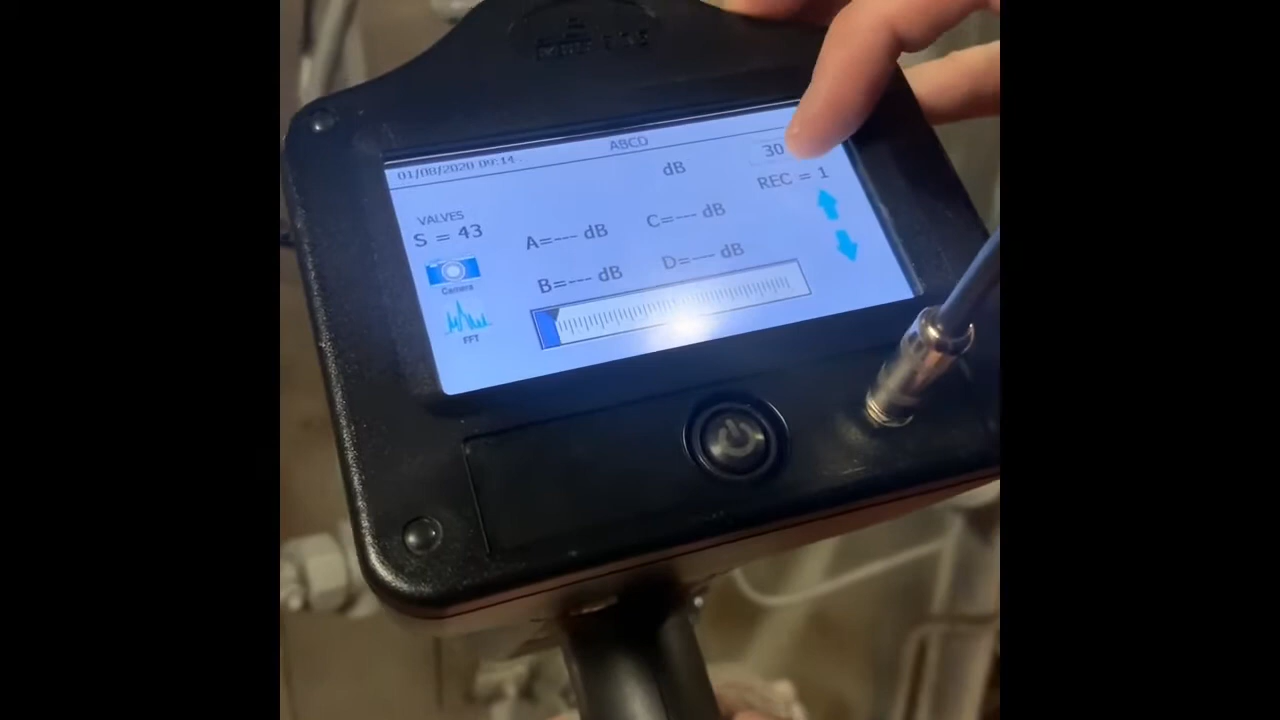 ABCD
01/08/2020 09:14
30
dB
REC = 1
VALVES
S = 43
A=--- dB
C=--- dB
B=--- dB
D=--- dB
Camera
FFT